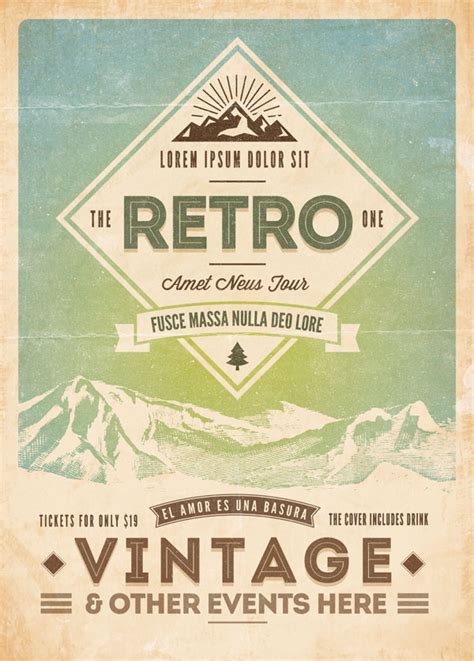 LOREM IPSUM DOLOR SIT
THE RETRO ONE
Amet Neus Tour
FUSCE MASSA NULLA DEO LORE
EL AMOR ES UNA BASURA
TICKETS FOR ONLY $19
THE COVER INCLUDES DRINK
VINTAGE
& OTHER EVENTS HERE